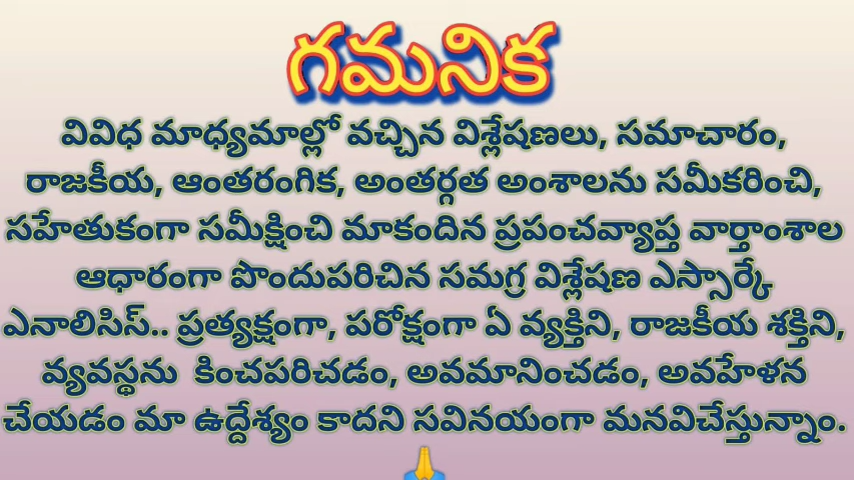 గమనిక
వివిధ మాధ్యమాల్లో వచ్చిన విశ్లేషణలు, సమాచారం,
రాజకీయ, ఆంతరంగిక, అంతర్గత అంశాలను సమీకరించి,
సహేతుకంగా సమీక్షించి మాకందిన ప్రపంచవ్యాప్త వార్తాంశాల
ఆధారంగా పొందుపరిచిన సమగ్ర విశ్లేషణ ఎస్సార్కే
ఎనాలిసిస్.. ప్రత్యక్షంగా, పరోక్షంగా ఏ వ్యక్తిని, రాజకీయ శక్తిని,
వ్యవస్థను కించపరిచడం, అవమానించడం, అవహేళన
చేయడం మా ఉద్దేశ్యం కాదని సవినయంగా మనవిచేస్తున్నాం.
🙏